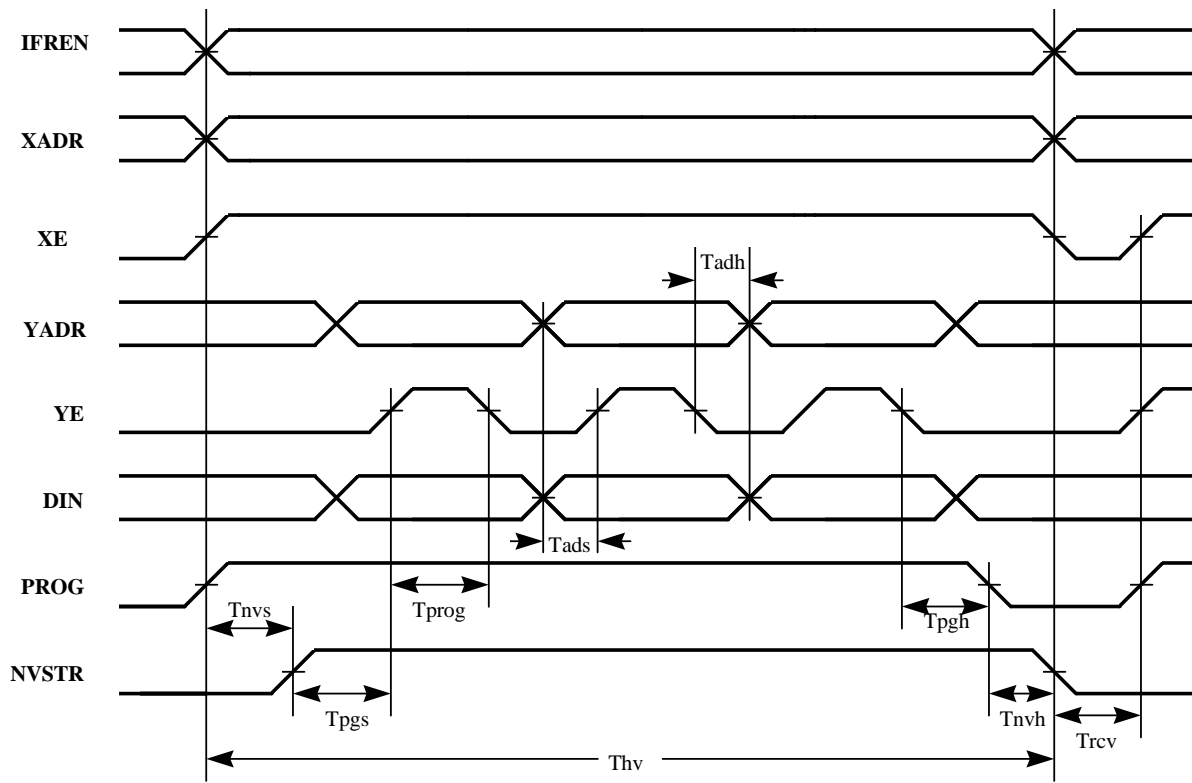 IFREN
XADR
XE
Tadh
YADR
YE
DIN
Tads
PROG
Tnvs
Tprog
Tpgh
NVSTR
Tpgs
Tnvh
Trcv
Thv